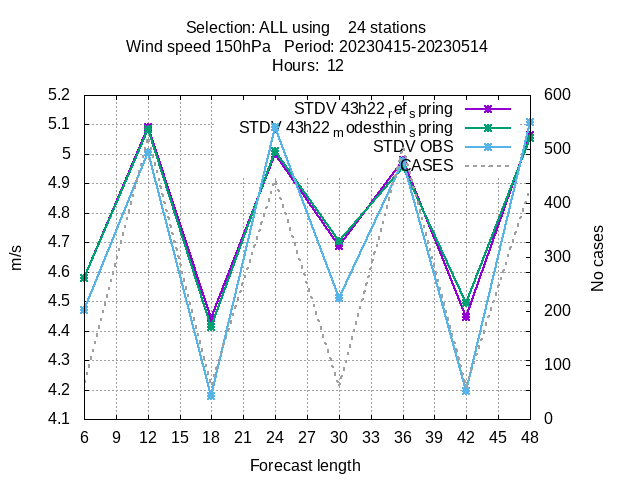 Selection: ALL using 24 stations
Wind speed 150hPa Period: 20230415-20230514
Hours: 12
STDV 43h22refspring
STDV 43h22modesthinspring
STDV OBS
CASES
5.2
5.1
5
4.9
4.8
4.7
4.6
4.5
4.4
4.3
4.2
4.1
m/s
600
500
400
300
200
100
0
No cases
6 9 12 15 18 21 24 27 30 33 36 39 42 45 48
Forecast length